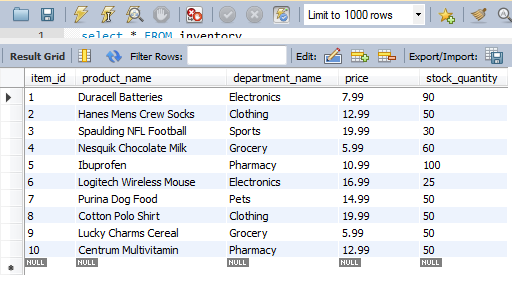 Limit to 1000 rows
1 select * FROM inventory
Result Grid Filter Rows: Edit: Export/Import:
item_id product_name department_name price stock_quantity
1 Duracell Batteries Electronics 7.99 90
2 Hanes Mens Crew Socks Clothing 12.99 50
3 Spaulding NFL Football Sports 19.99 30
4 Nesquik Chocolate Milk Grocery 5.99 60
5 Ibuprofen Pharmacy 10.99 100
6 Logitech Wireless Mouse Electronics 16.99 25
7 Purina Dog Food Pets 14.99 50
8 Cotton Polo Shirt Clothing 19.99 50
9 Lucky Charms Cereal Grocery 5.99 50
10 Centrum Multivitamin Pharmacy 12.99 50
NULL NULL NULL NULL NULL